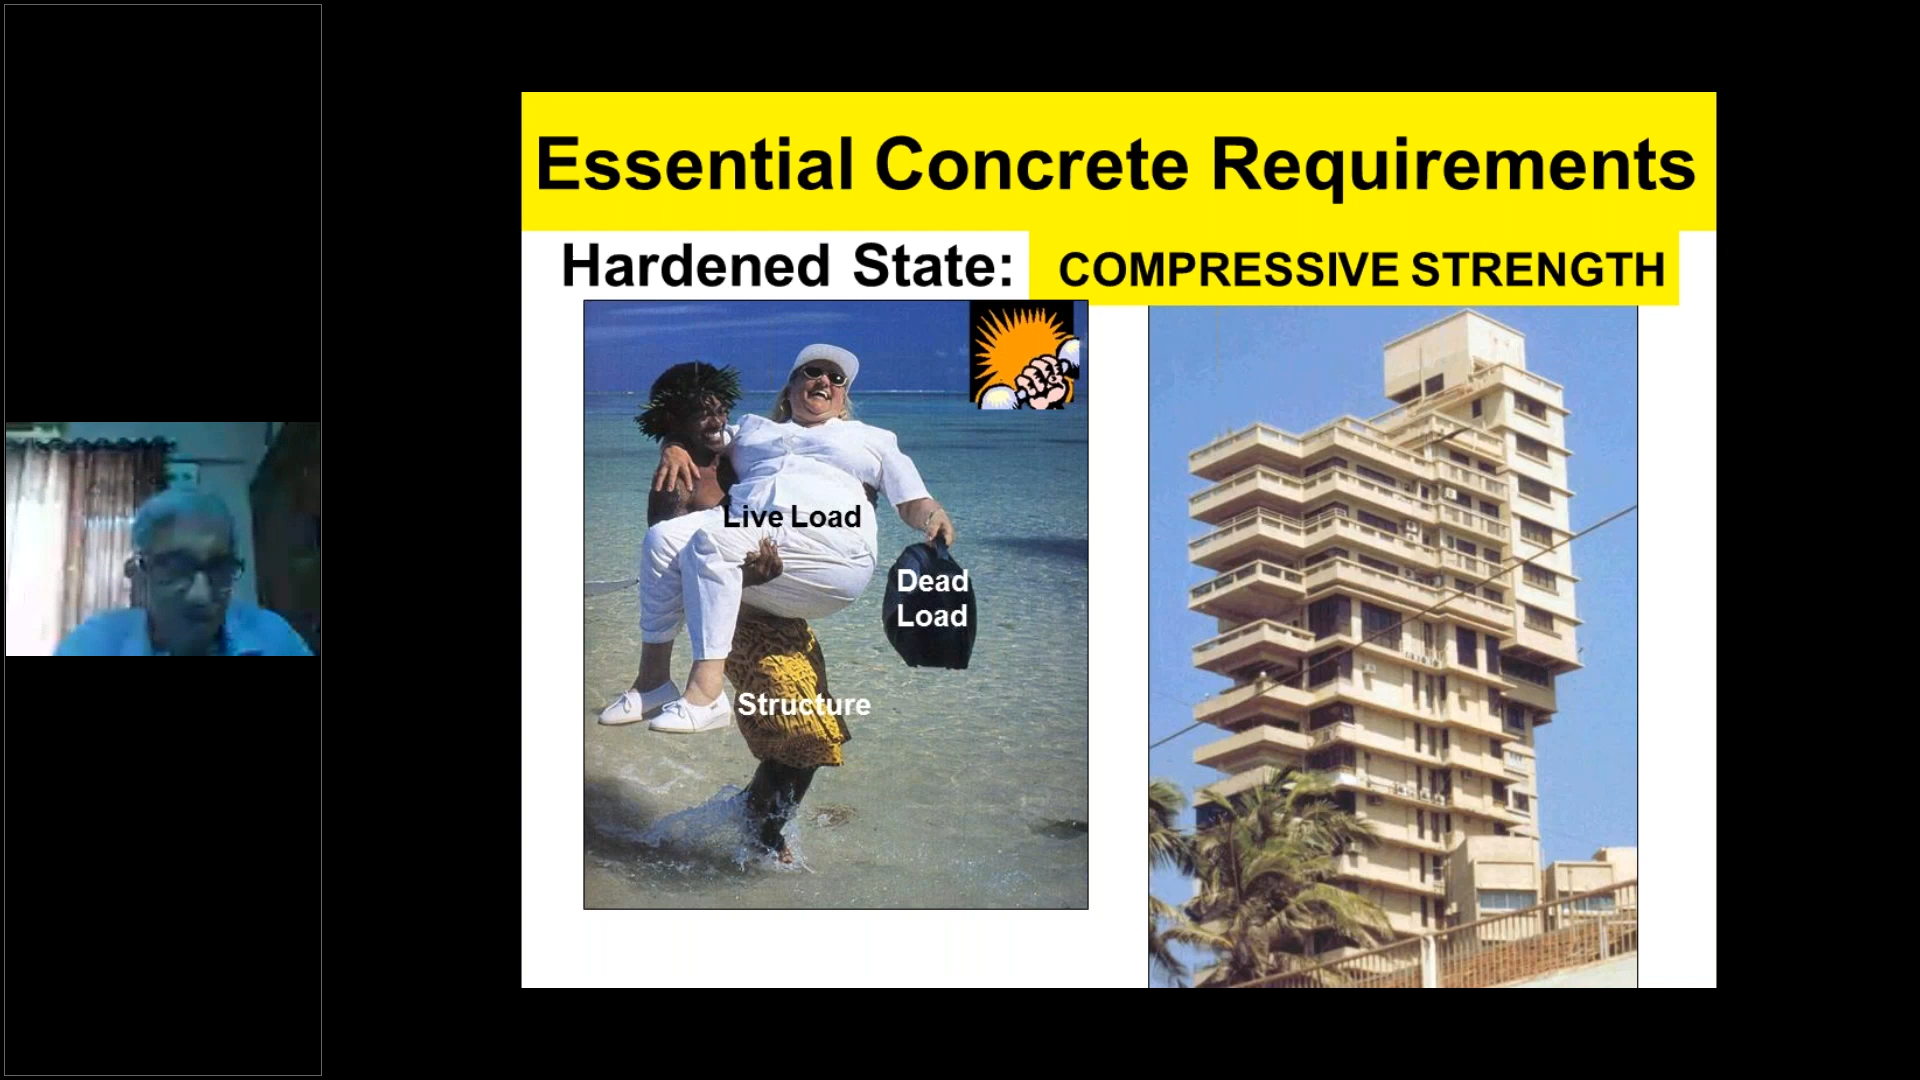 Essential Concrete Requirements
Hardened State: COMPRESSIVE STRENGTH
Live Load
Dead
Load
Structure